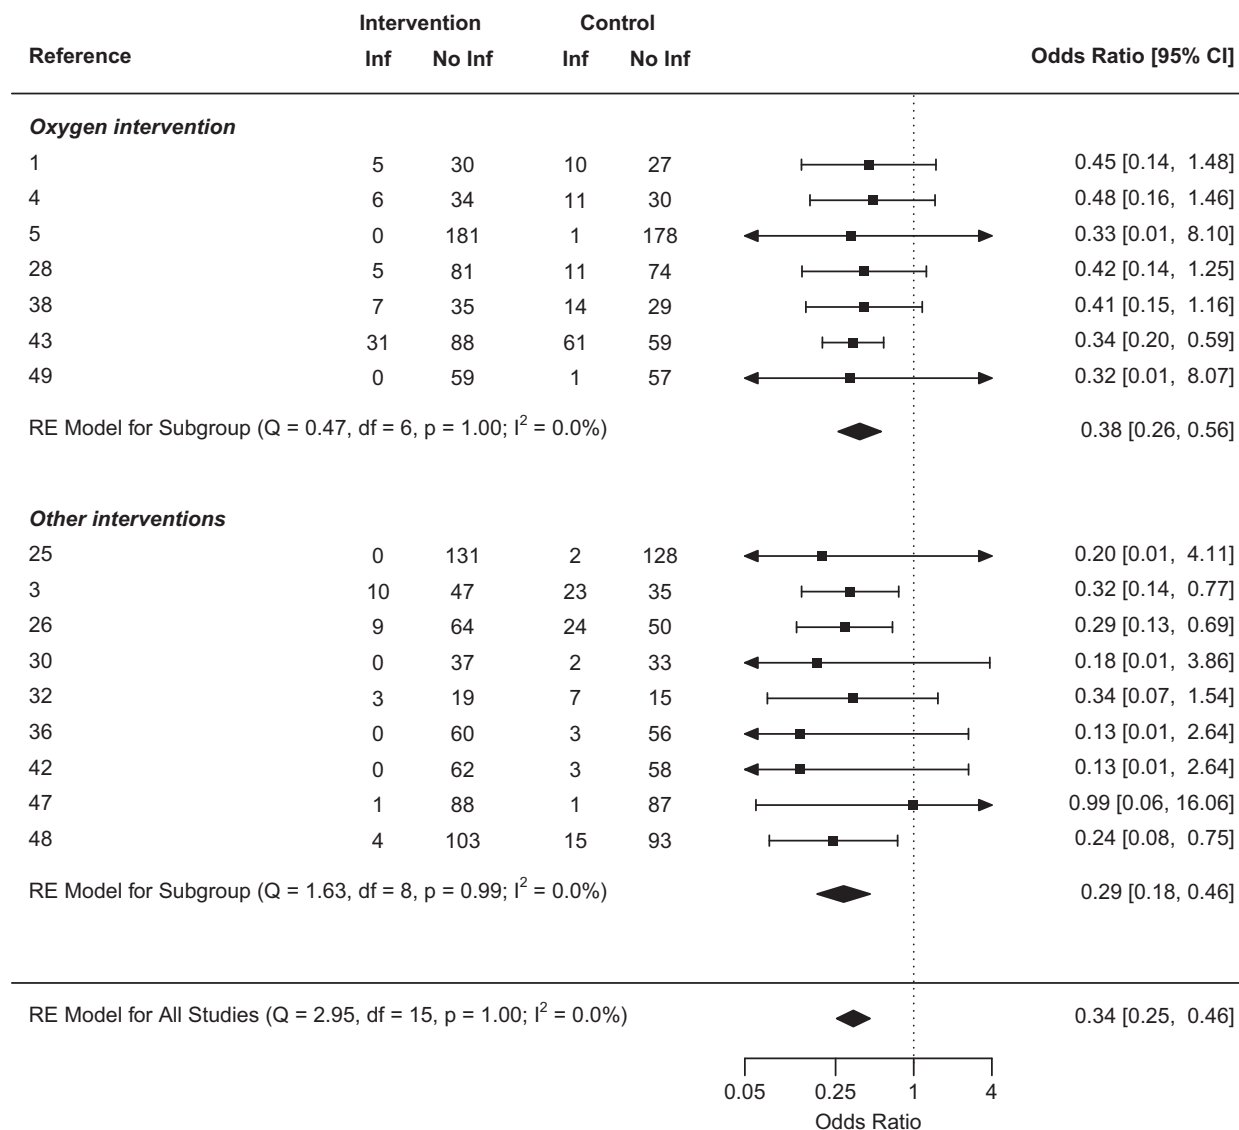 Intervention Control
Reference Inf No Inf Inf No Inf Odds Ratio [95% CI]
Oxygen intervention
1 5 30 10 27 0.45 [0.14, 1.48]
4 6 34 11 30 0.48 [0.16, 1.46]
5 0 181 1 178 0.33 [0.01, 8.10]
28 5 81 11 74 0.42 [0.14, 1.25]
38 7 35 14 29 0.41 [0.15, 1.16]
43 31 88 61 59 0.34 [0.20, 0.59]
49 0 59 1 57 0.32 [0.01, 8.07]
RE Model for Subgroup (Q = 0.47, df = 6, p = 1.00; I² = 0.0%) 0.38 [0.26, 0.56]
Other interventions
25 0 131 2 128 0.20 [0.01, 4.11]
3 10 47 23 35 0.32 [0.14, 0.77]
26 9 64 24 50 0.29 [0.13, 0.69]
30 0 37 2 33 0.18 [0.01, 3.86]
32 3 19 7 15 0.34 [0.07, 1.54]
36 0 60 3 56 0.13 [0.01, 2.64]
42 0 62 3 58 0.13 [0.01, 2.64]
47 1 88 1 87 0.99 [0.06, 16.06]
48 4 103 15 93 0.24 [0.08, 0.75]
RE Model for Subgroup (Q = 1.63, df = 8, p = 0.99; I² = 0.0%) 0.29 [0.18, 0.46]
RE Model for All Studies (Q = 2.95, df = 15, p = 1.00; I² = 0.0%) 0.34 [0.25, 0.46]
0.05 0.25 1 4
Odds Ratio